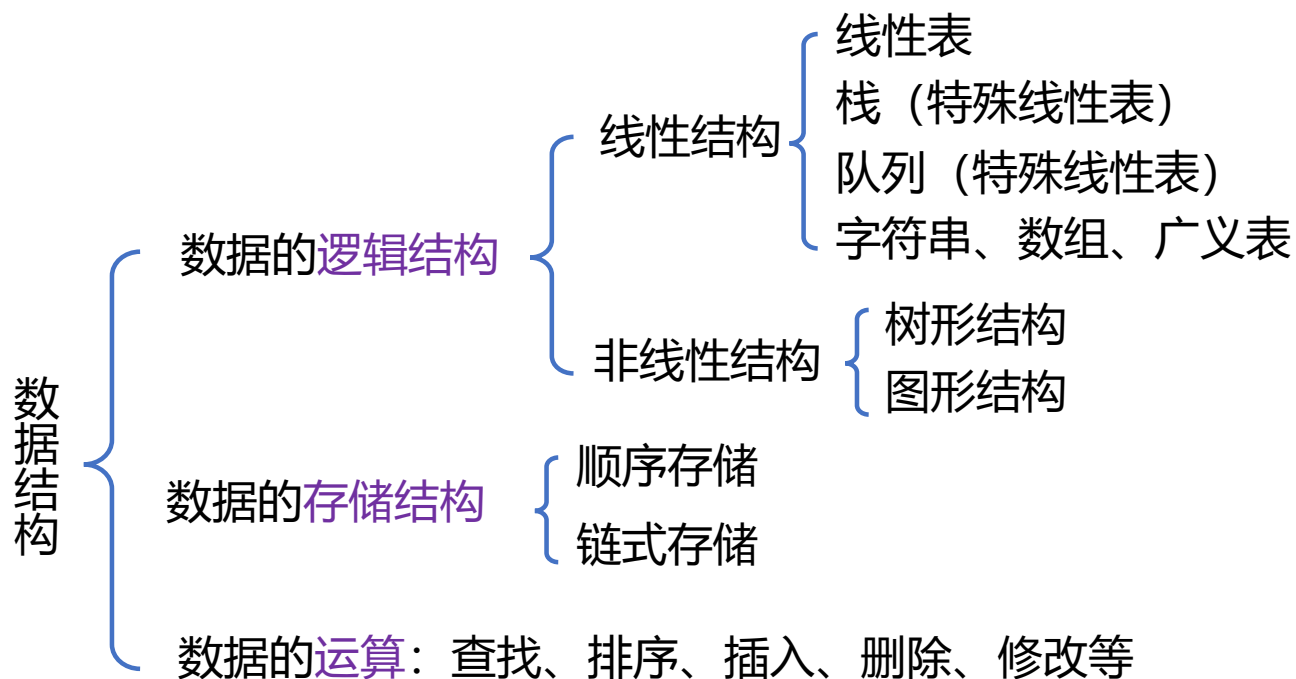 数据结构
数据的逻辑结构
线性结构
线性表
栈（特殊线性表）
队列（特殊线性表）
字符串、数组、广义表
非线性结构
树形结构
图形结构
数据的存储结构
顺序存储
链式存储
数据的运算：查找、排序、插入、删除、修改等